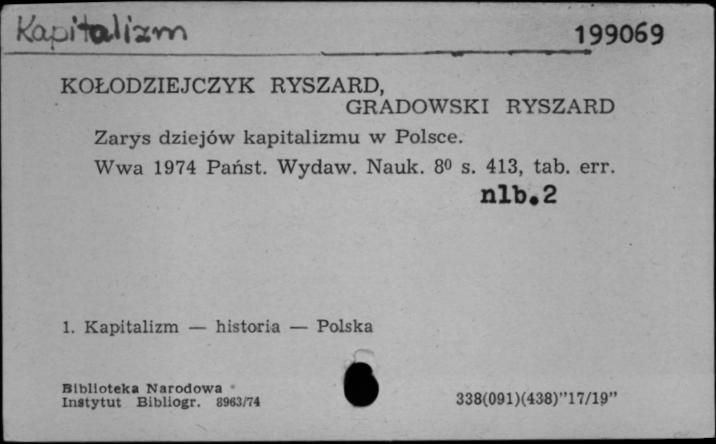 Kapitalizm 199069
KOŁODZIEJCZYK RYSZARD,
GRADOWSKI RYSZARD
Zarys dziejów kapitalizmu w Polsce.
Wwa 1974 Państ. Wydaw. Nauk. 8⁰ s. 413, tab. err.
nlb.2
1. Kapitalizm — historia — Polska
Biblioteka Narodowa
Instytut Bibliogr. 8963/74
338(091)(438)"17/19"